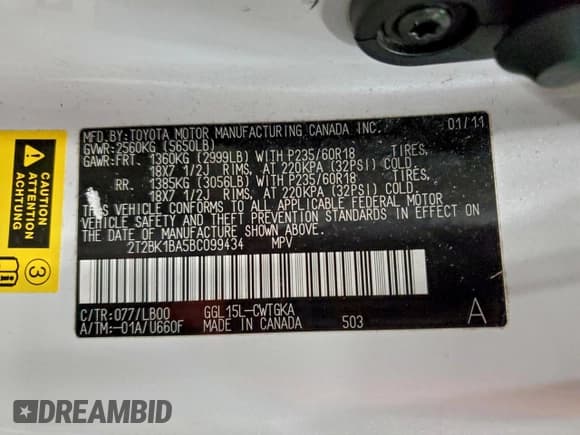 MFD.BY:TOYOTA MOTOR MANUFACTURING CANADA INC. 01/11
GVWR:2560KG (5650LB)
GAWR:FRT. 1360KG (2999LB) WITH P235/60R18 TIRES,
18X7 1/2J RIMS, AT 220KPA (32PSI) COLD.
RR. 1385KG (3056LB) WITH P235/60R18 TIRES,
18X7 1/2J RIMS, AT 220KPA (32PSI) COLD.
THIS VEHICLE CONFORMS TO ALL APPLICABLE FEDERAL MOTOR
VEHICLE SAFETY AND THEFT PREVENTION STANDARDS IN EFFECT ON
THE DATE OF MANUFACTURE SHOWN ABOVE.
2T2BK1BA5BC099434 MPV
C/TR:077/LB00 GGL15L-CWTGKA
A/TM:-01A/U660F MADE IN CANADA 503 A
ATTENTION
3
DREAMBID